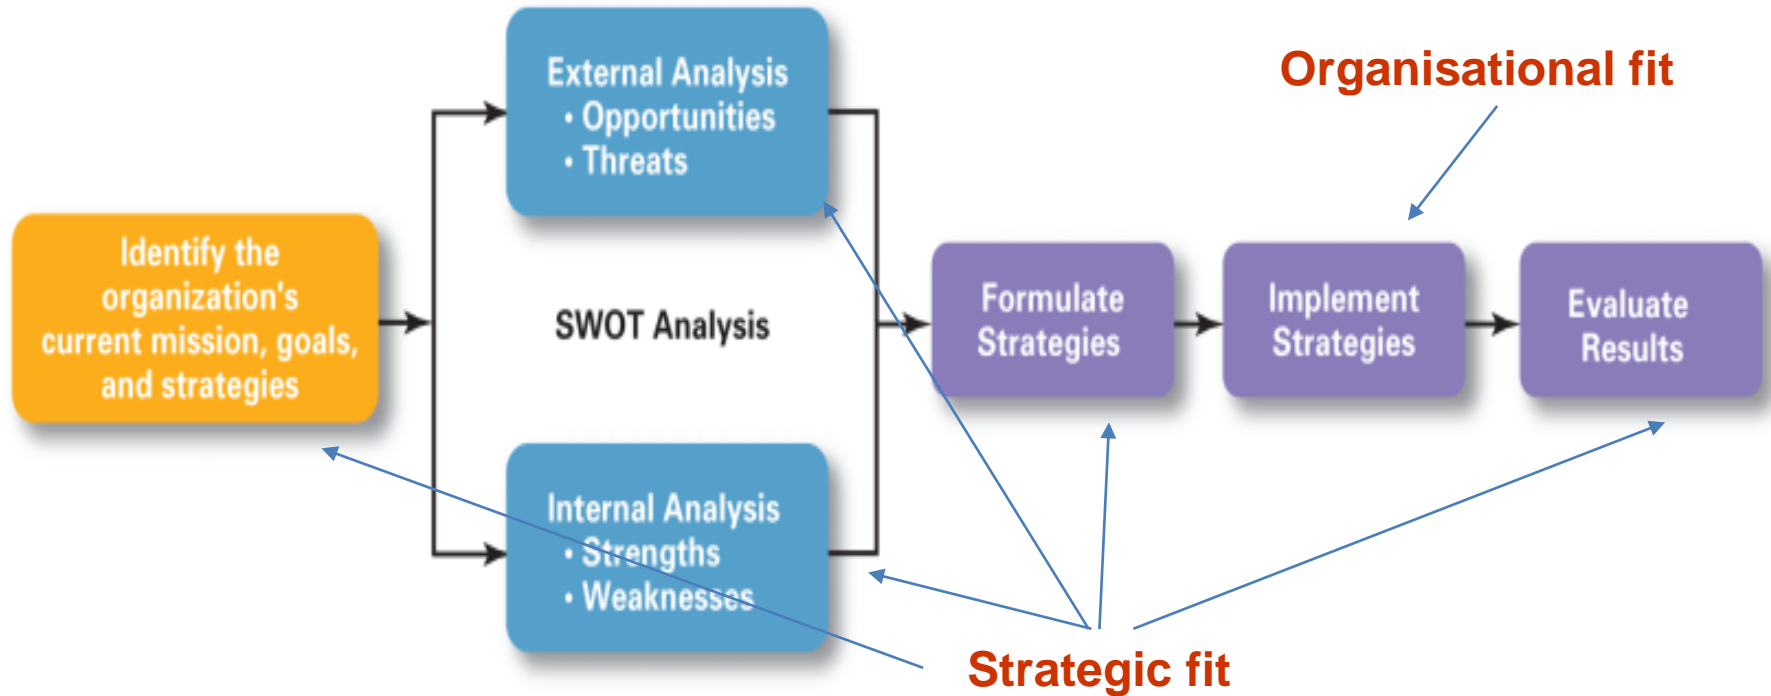 External Analysis
• Opportunities
• Threats
Organisational fit
Identify the
organization's
current mission, goals,
and strategies
SWOT Analysis
Formulate
Strategies
Implement
Strategies
Evaluate
Results
Internal Analysis
• Strengths
• Weaknesses
Strategic fit